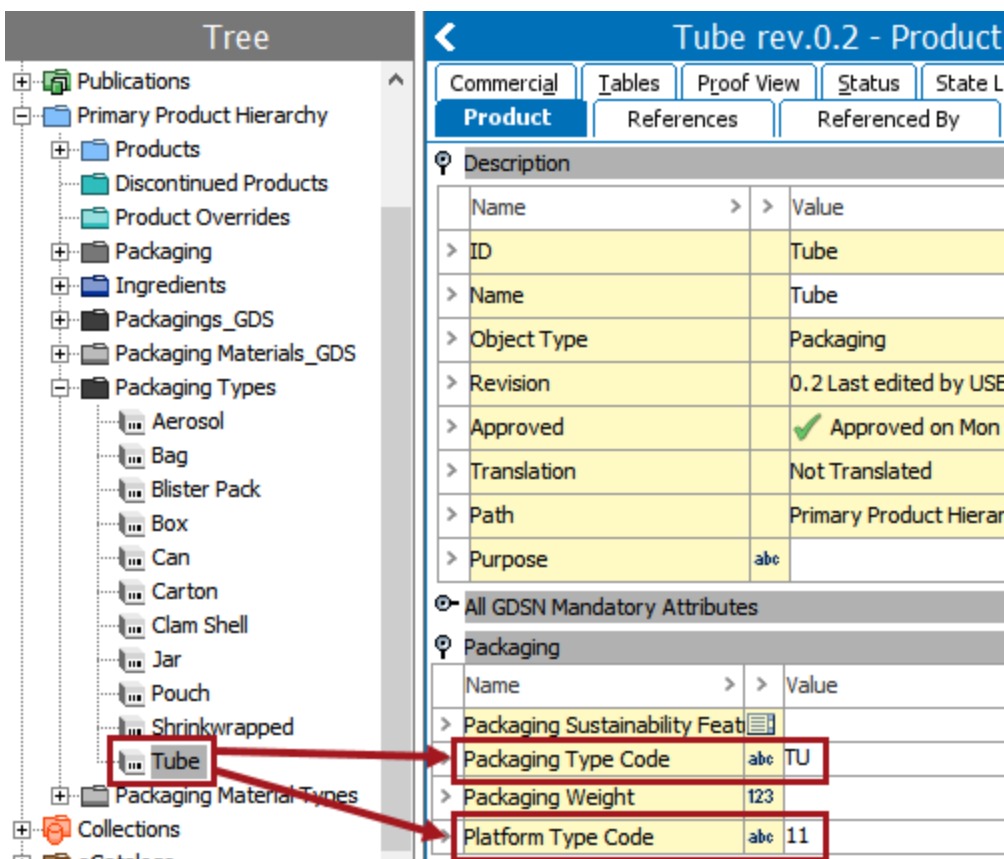 Tree
Publications
Primary Product Hierarchy
Products
Discontinued Products
Product Overrides
Packaging
Ingredients
Packagings_GDS
Packaging Materials_GDS
Packaging Types
Aerosol
Bag
Blister Pack
Box
Can
Carton
Clam Shell
Jar
Pouch
Shrinkwrapped
Tube
Packaging Material Types
Collections
Tube rev.0.2 - Product
Commercial Tables Proof View Status State L
Product References Referenced By
Description
Name > > Value
> ID Tube
> Name Tube
> Object Type Packaging
> Revision 0.2 Last edited by USE
> Approved Approved on Mon
> Translation Not Translated
> Path Primary Product Hierar
> Purpose abc
All GDSN Mandatory Attributes
Packaging
Name > > Value
> Packaging Sustainability Feat
Packaging Type Code abc TU
> Packaging Weight 123
Platform Type Code abc 11